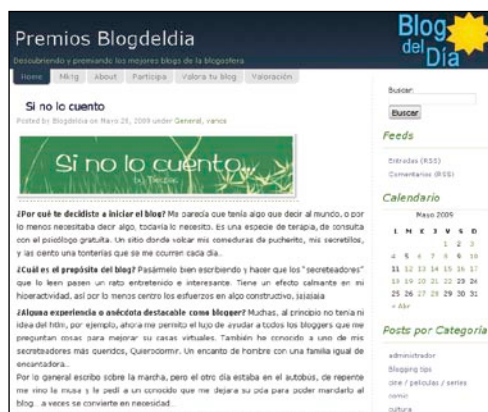 Premios Blogdeldia
Descubriendo y premiando los mejores blogs de la blogosfera
Blog
del
Día
Home Mktg About Participa Valora tu blog Valoración
Si no lo cuento
Posted by Blogdeldia on Mayo 28, 2009 under General, varios
Si no lo cuento...
¿Por qué te decidiste a iniciar el blog? Me parecía que tenía algo que decir al mundo, o por
lo menos necesitaba decir algo, todavía lo necesito. Es una especie de terapia, de consulta
con el psicólogo gratuita. Un sitio donde volcar mis comeduras de pucherito, mis secretillos,
y las ciento una tonterías que se me ocurren cada día..
¿Cuál es el propósito del blog? Pasármelo bien escribiendo y hacer que los "secreteadores"
que lo leen pasen un rato entretenido e interesante. Tiene un efecto calmante en mi
hiperactividad, así por lo menos centro los esfuerzos en algo constructivo, jajajaja
¿Alguna experiencia o anécdota destacable como blogger? Muchas, al principio no tenía ni
idea del htlm, por ejemplo, ahora me permito el lujo de ayudar a todos los bloggers que me
preguntan cosas para mejorar su casas virtuales. También he conocido a uno de mis
secreteadores más queridos, Querodormir. Un encanto de hombre con una familia igual de
encantadora..
Por lo general escribo sobre la marcha, pero el otro día estaba en el autobús, de repente
me vino la musa y le pedí a un conocido que me dejara su pda para poder mandarlo al
blog... a veces se convierte en necesidad...
Buscar:
Buscar
Feeds
Entradas (RSS)
Comentarios (RSS)
Calendario
Mayo 2009
L M X J V S D
1 2 3
4 5 6 7 8 9 10
11 12 13 14 15 16 17
18 19 20 21 22 23 24
25 26 27 28 29 30 31
« Abr
Posts por Categoría
administrador
Blogging tips
cine / peliculas / series
comic
cultura